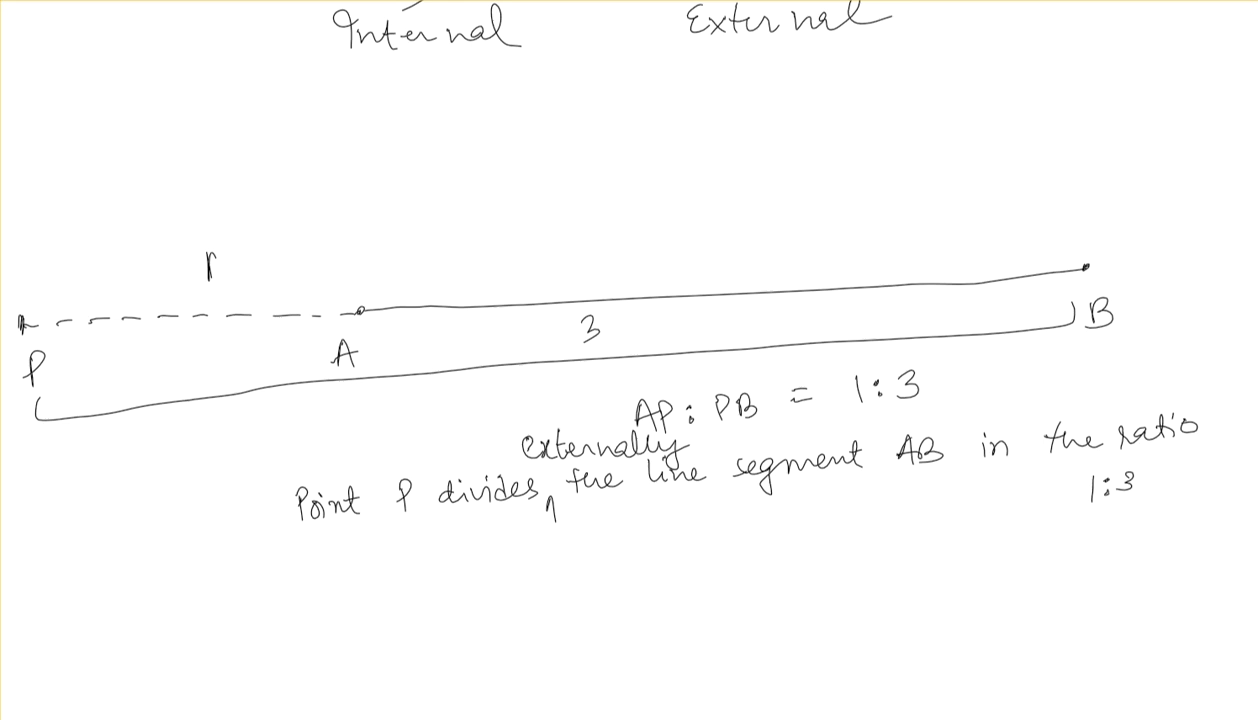 Internal External
1
3
P A B
AP : PB = 1:3
externally
Point P divides ^ the line segment AB in the ratio
1:3